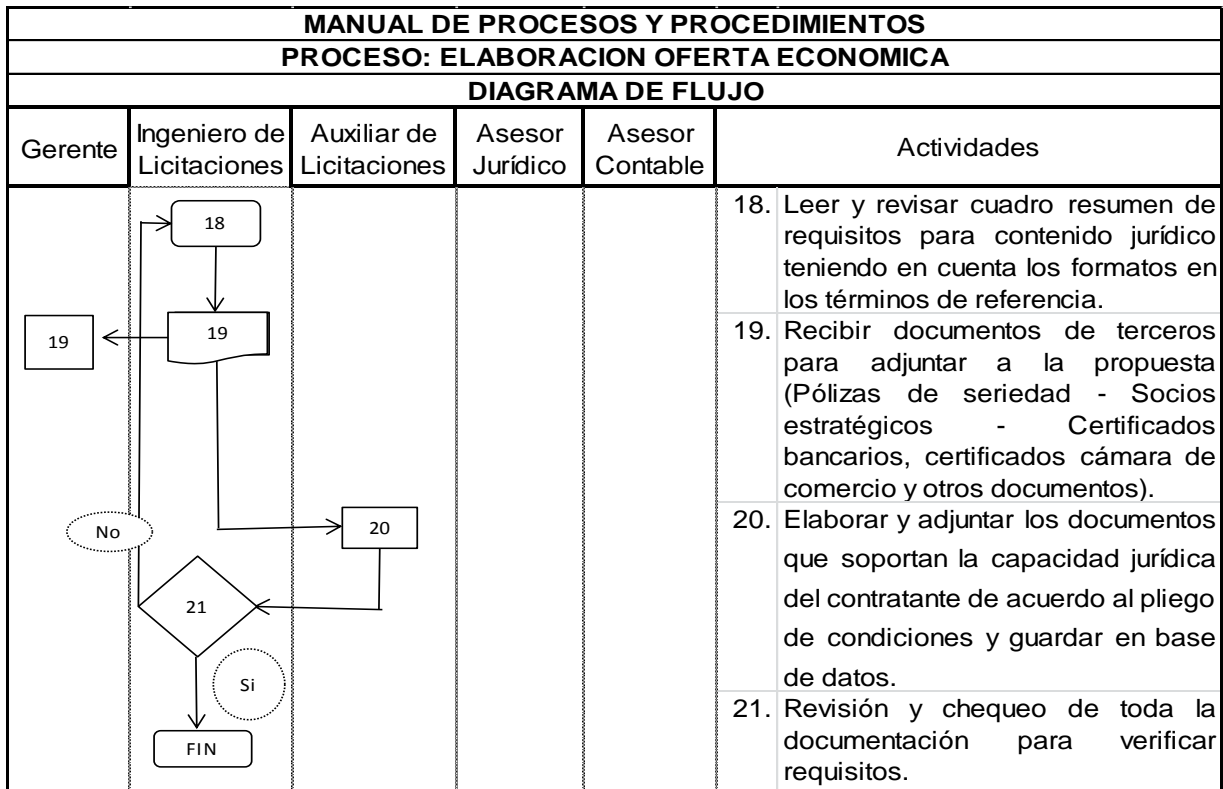 MANUAL DE PROCESOS Y PROCEDIMIENTOS
PROCESO: ELABORACION OFERTA ECONOMICA
DIAGRAMA DE FLUJO
Gerente
Ingeniero de
Licitaciones
Auxiliar de
Licitaciones
Asesor
Jurídico
Asesor
Contable
Actividades
18
19
19
No
20
21
Si
FIN
18. Leer y revisar cuadro resumen de
requisitos para contenido jurídico
teniendo en cuenta los formatos en
los términos de referencia.
19. Recibir documentos de terceros
para adjuntar a la propuesta
(Pólizas de seriedad - Socios
estratégicos - Certificados
bancarios, certificados cámara de
comercio y otros documentos).
20. Elaborar y adjuntar los documentos
que soportan la capacidad jurídica
del contratante de acuerdo al pliego
de condiciones y guardar en base
de datos.
21. Revisión y chequeo de toda la
documentación para verificar
requisitos.